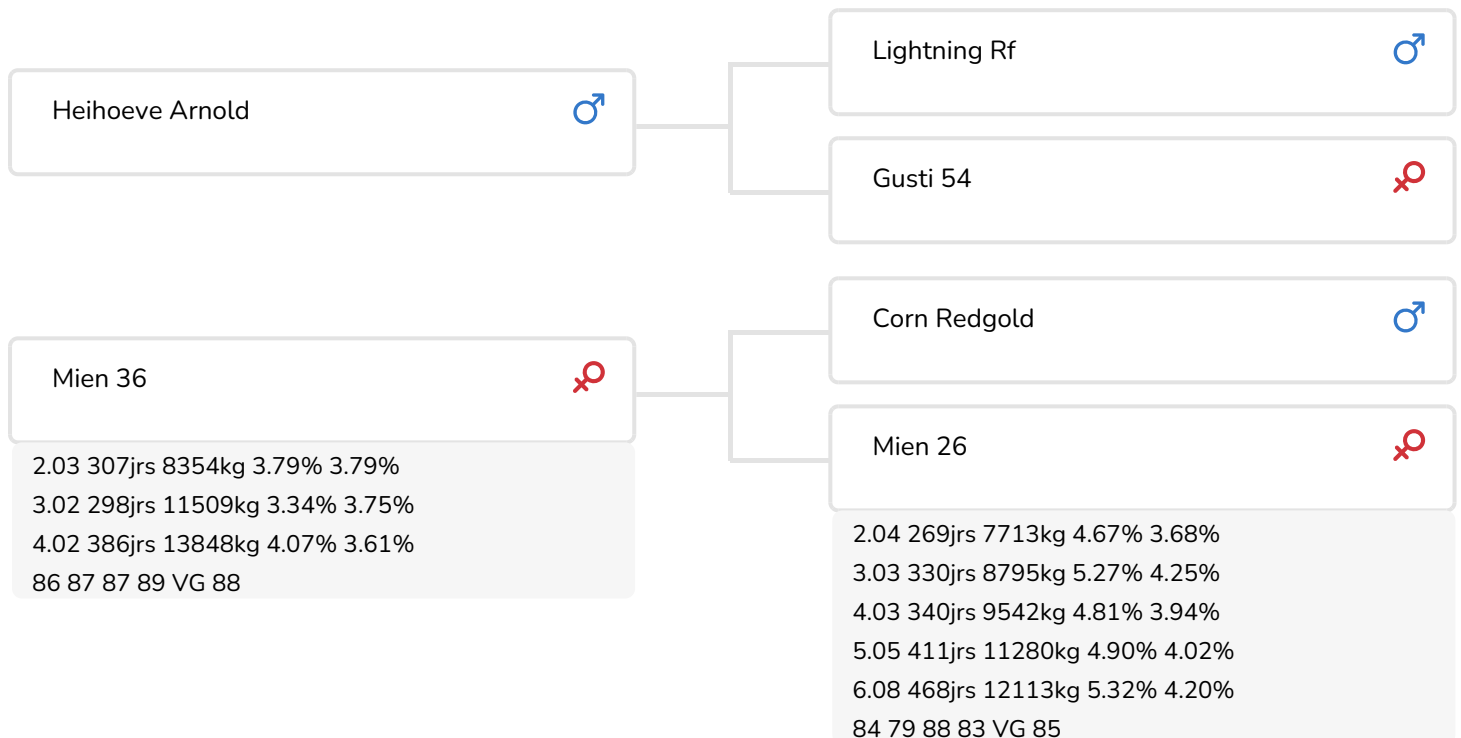 Heihoeve Arnold
Lightning Rf
Gusti 54
Mien 36
2.03 307jrs 8354kg 3.79% 3.79%
3.02 298jrs 11509kg 3.34% 3.75%
4.02 386jrs 13848kg 4.07% 3.61%
86 87 87 89 VG 88
Corn Redgold
Mien 26
2.04 269jrs 7713kg 4.67% 3.68%
3.03 330jrs 8795kg 5.27% 4.25%
4.03 340jrs 9542kg 4.81% 3.94%
5.05 411jrs 11280kg 4.90% 4.02%
6.08 468jrs 12113kg 5.32% 4.20%
84 79 88 83 VG 85